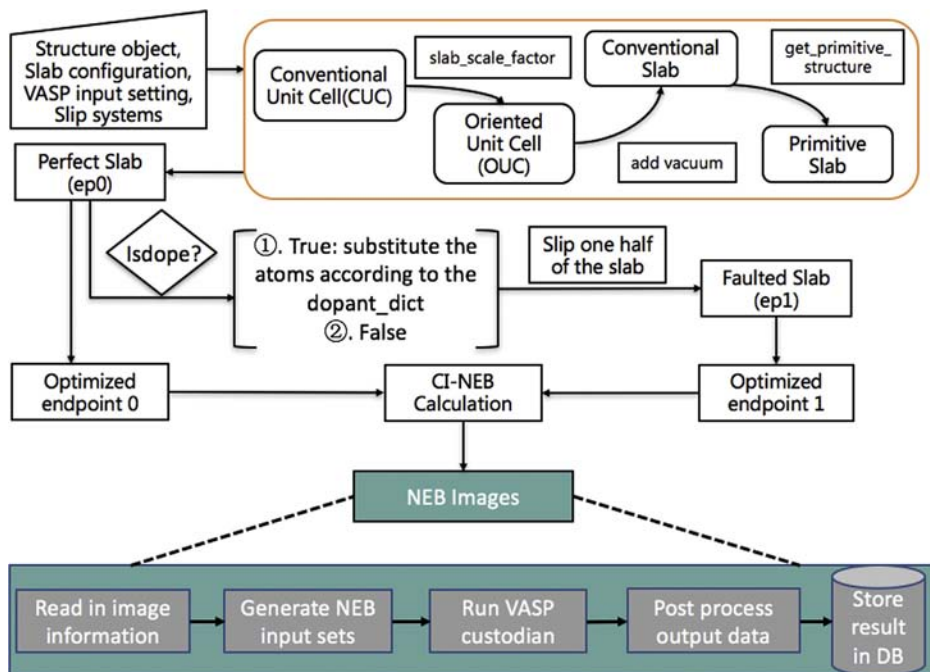 Structure object,
Slab configuration,
VASP input setting,
Slip systems
Conventional
Unit Cell(CUC)
slab_scale_factor
Oriented
Unit Cell
(OUC)
Conventional
Slab
add vacuum
get_primitive_
structure
Primitive
Slab
Perfect Slab
(ep0)
Isdope?
①. True: substitute the
atoms according to the
dopant_dict
②. False
Slip one half
of the slab
Faulted Slab
(ep1)
Optimized
endpoint 0
CI-NEB
Calculation
Optimized
endpoint 1
NEB Images
Read in image
information
Generate NEB
input sets
Run VASP
custodian
Post process
output data
Store
result
in DB